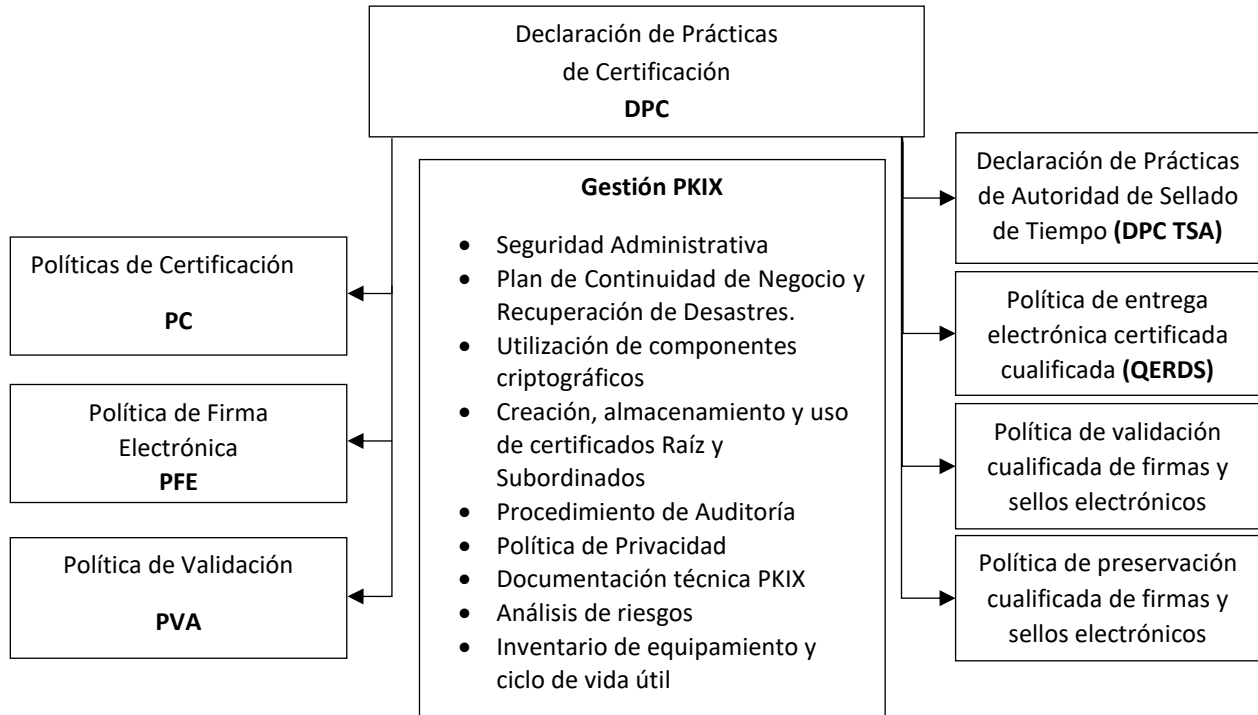 Declaración de Prácticas
de Certificación
DPC
Políticas de Certificación
PC
Política de Firma
Electrónica
PFE
Política de Validación
PVA
Gestión PKIX
• Seguridad Administrativa
• Plan de Continuidad de Negocio y
Recuperación de Desastres.
• Utilización de componentes
criptográficos
• Creación, almacenamiento y uso
de certificados Raíz y
Subordinados
• Procedimiento de Auditoría
• Política de Privacidad
• Documentación técnica PKIX
• Análisis de riesgos
• Inventario de equipamiento y
ciclo de vida útil
Declaración de Prácticas
de Autoridad de Sellado
de Tiempo (DPC TSA)
Política de entrega
electrónica certificada
cualificada (QERDS)
Política de validación
cualificada de firmas y
sellos electrónicos
Política de preservación
cualificada de firmas y
sellos electrónicos